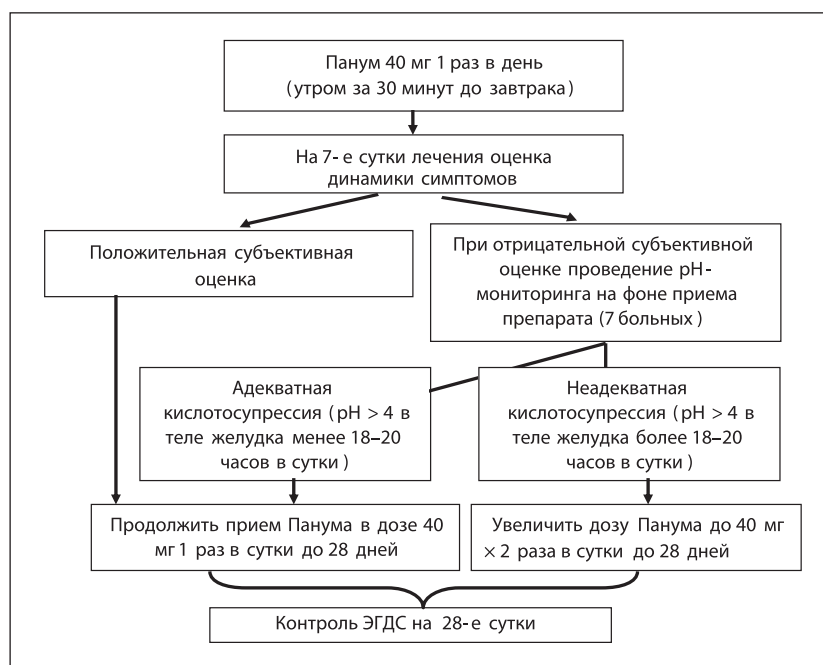 Панум 40 мг 1 раз в день
(утром за 30 минут до завтрака)
На 7-е сутки лечения оценка
динамики симптомов
Положительная субъективная
оценка
При отрицательной субъективной
оценке проведение pH-
мониторинга на фоне приема
препарата (7 больных)
Адекватная
кислотосупрессия (pH > 4 в
теле желудка менее 18–20
часов в сутки)
Неадекватная
кислотосупрессия (pH > 4 в
теле желудка более 18–20
часов в сутки)
Продолжить прием Панума в дозе 40
мг 1 раз в сутки до 28 дней
Увеличить дозу Панума до 40 мг
× 2 раза в сутки до 28 дней
Контроль ЭГДС на 28-е сутки